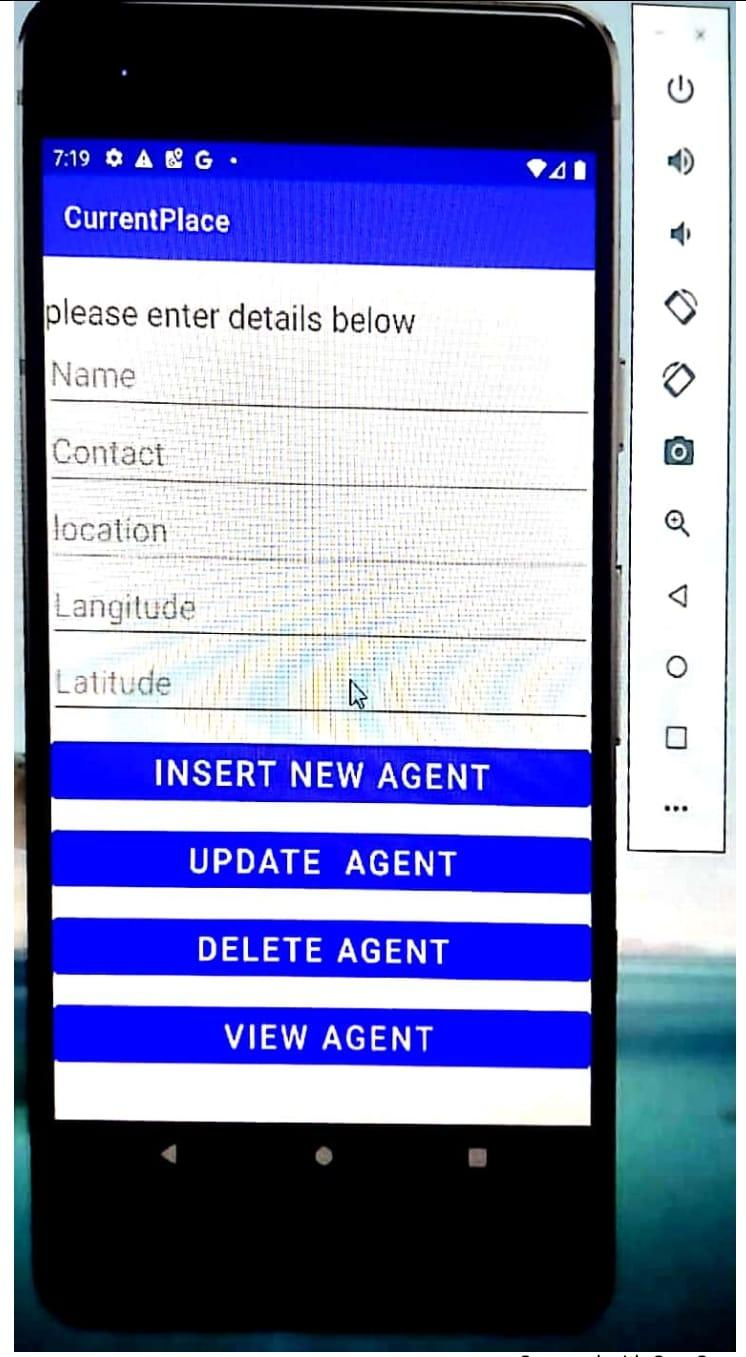 7:19 G
CurrentPlace
please enter details below
Name
Contact
location
Langitude
Latitude
INSERT NEW AGENT
UPDATE AGENT
DELETE AGENT
VIEW AGENT